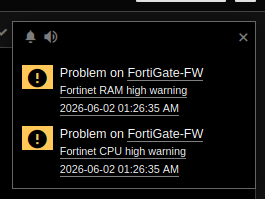 Problem on FortiGate-FW
Fortinet RAM high warning
2026-06-02 01:26:35 AM
Problem on FortiGate-FW
Fortinet CPU high warning
2026-06-02 01:26:35 AM